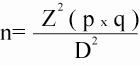 n= Z² ( p x q )
D²